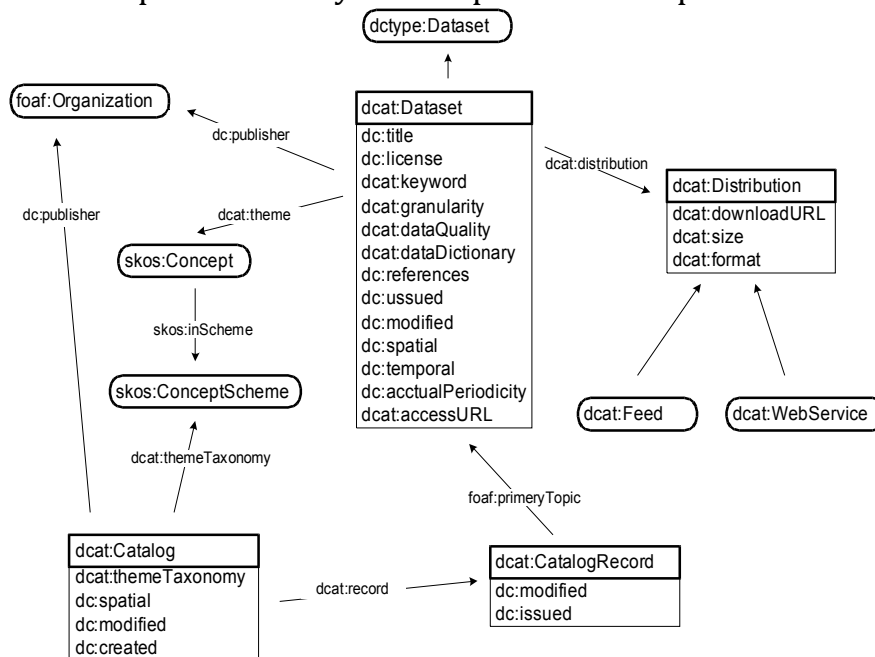 dctype:Dataset
foaf:Organization
dc:publisher
dcat:Dataset
dc:title
dc:license
dcat:keyword
dcat:granularity
dcat:dataQuality
dcat:dataDictionary
dc:references
dc:ussued
dc:modified
dc:spatial
dc:temporal
dc:acctualPeriodicity
dcat:accessURL
dcat:distribution
dcat:Distribution
dcat:downloadURL
dcat:size
dcat:format
dc:publisher
dcat:theme
skos:Concept
skos:inScheme
skos:ConceptScheme
dcat:themeTaxonomy
dcat:Feed
dcat:WebService
foaf:primeryTopic
dcat:Catalog
dcat:themeTaxonomy
dc:spatial
dc:modified
dc:created
dcat:record
dcat:CatalogRecord
dc:modified
dc:issued